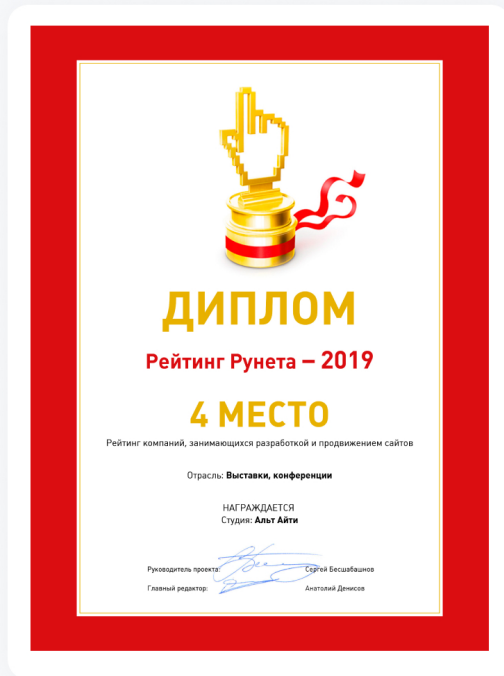 ДИПЛОМ
Рейтинг Рунета – 2019
4 МЕСТО
Рейтинг компаний, занимающихся разработкой и продвижением сайтов
Отрасль: Выставки, конференции
НАГРАЖДАЕТСЯ
Студия: Альт Айти
Руководитель проекта: Сергей Бесшабашнов
Главный редактор: Анатолий Денисов